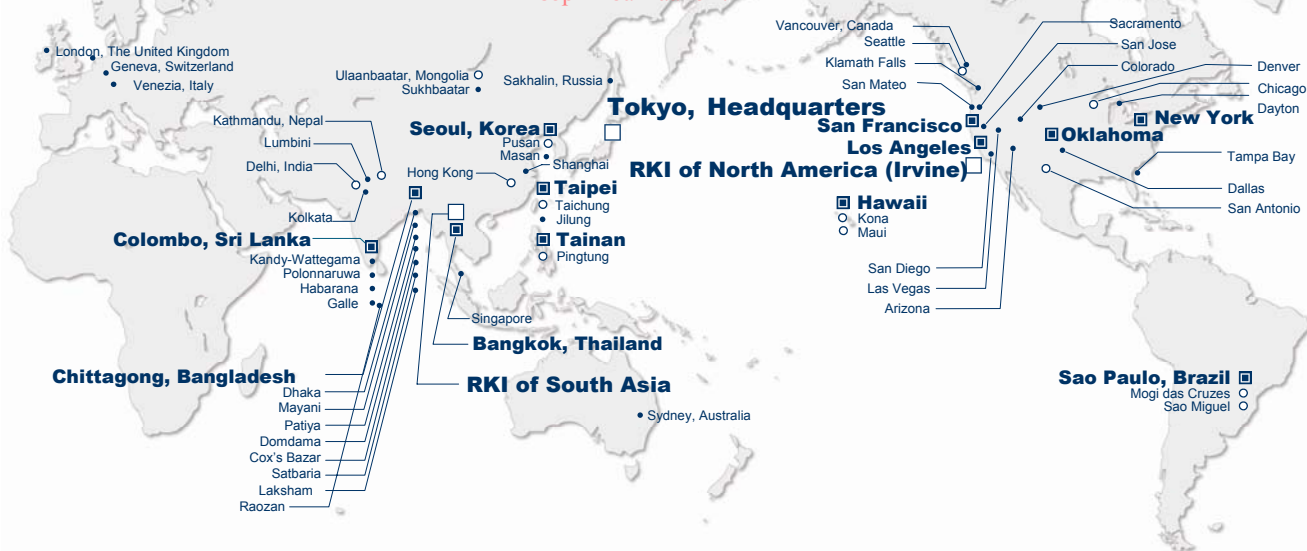 London, The United Kingdom
Geneva, Switzerland
Venezia, Italy
Ulaanbaatar, Mongolia
Sukhbaatar
Sakhalin, Russia
Kathmandu, Nepal
Lumbini
Delhi, India
Kolkata
Seoul, Korea
Pusan
Masan
Shanghai
Hong Kong
Tokyo, Headquarters
Taipei
Taichung
Jilung
Tainan
Pingtung
Colombo, Sri Lanka
Kandy-Wattegama
Polonnaruwa
Habarana
Galle
Singapore
Bangkok, Thailand
RKI of South Asia
Chittagong, Bangladesh
Dhaka
Mayani
Patiya
Domdama
Cox's Bazar
Satbaria
Laksham
Raozan
Sydney, Australia
Vancouver, Canada
Seattle
Klamath Falls
San Mateo
San Francisco
Los Angeles
RKI of North America (Irvine)
Hawaii
Kona
Maui
San Diego
Las Vegas
Arizona
Sacramento
San Jose
Colorado
Denver
Chicago
Dayton
New York
Oklahoma
Tampa Bay
Dallas
San Antonio
Sao Paulo, Brazil
Mogi das Cruzes
Sao Miguel